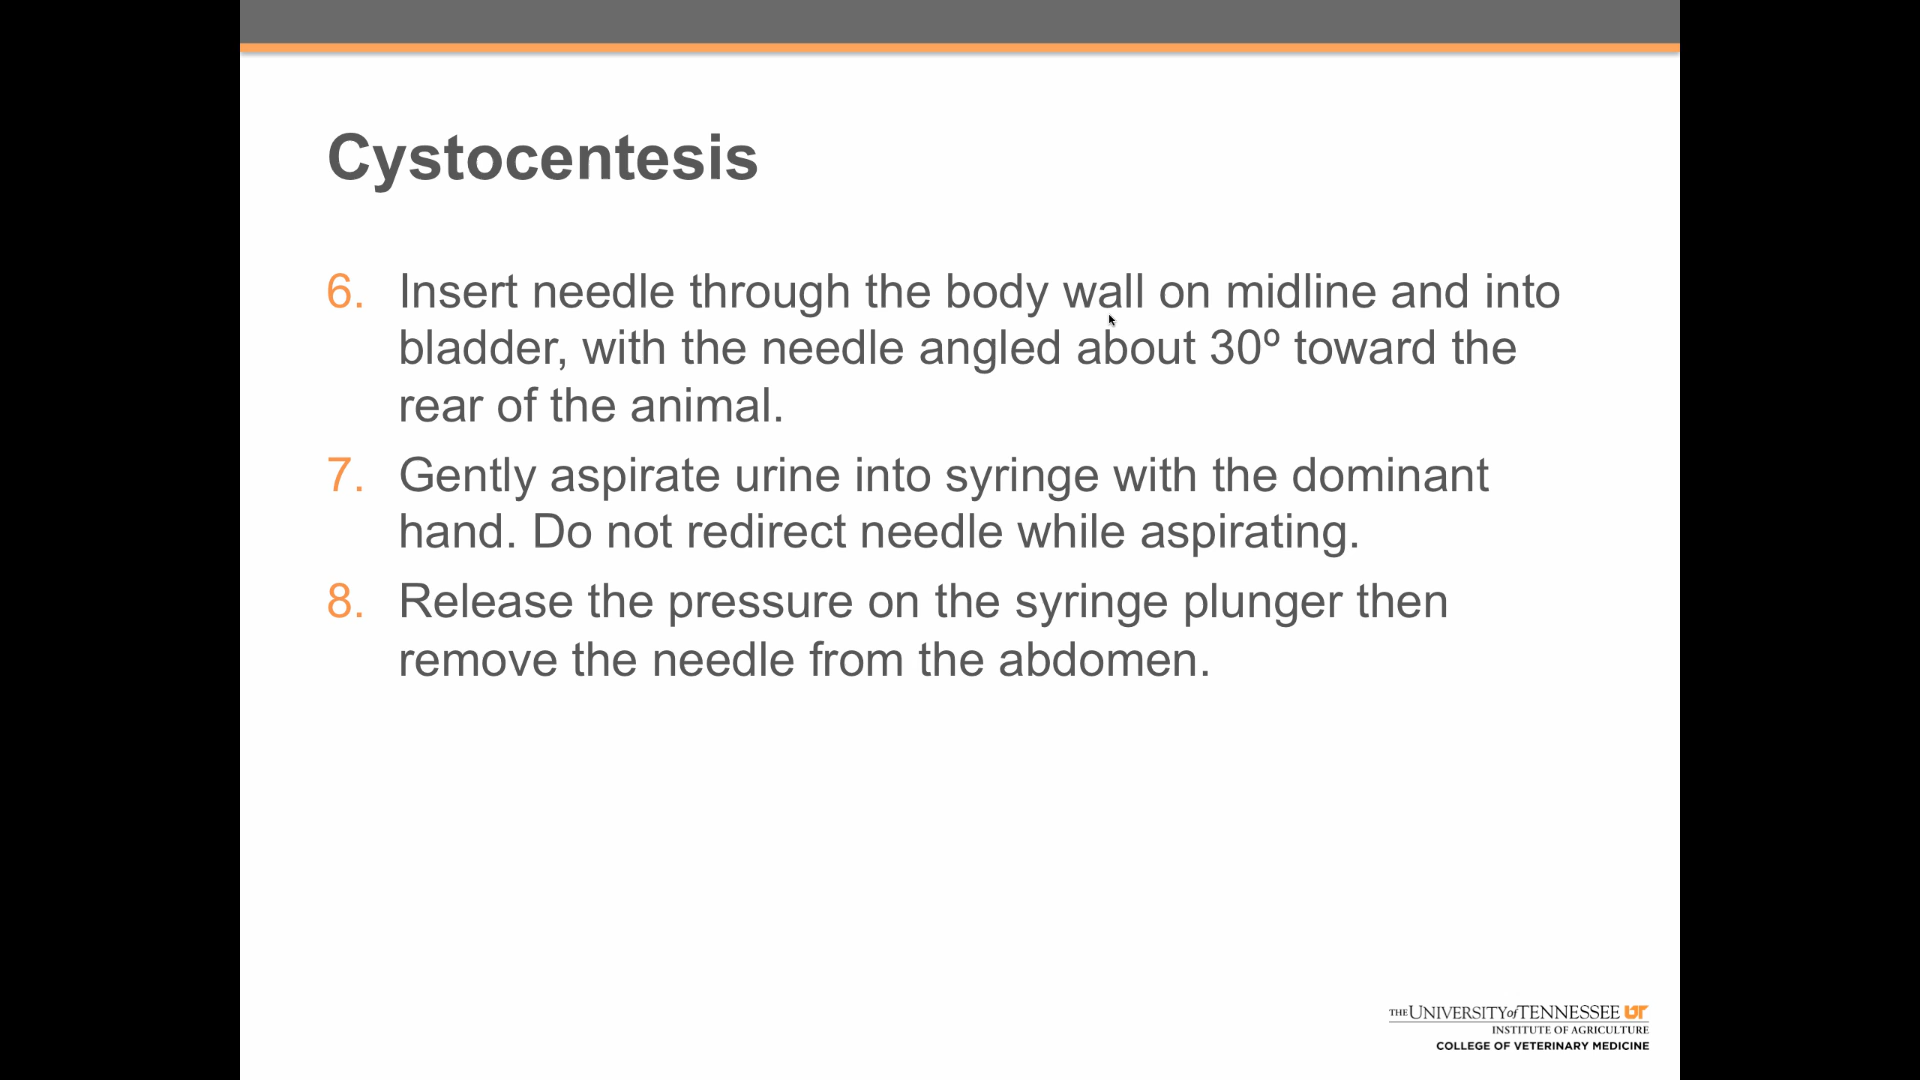 Cystocentesis
6. Insert needle through the body wall on midline and into
bladder, with the needle angled about 30º toward the
rear of the animal.
7. Gently aspirate urine into syringe with the dominant
hand. Do not redirect needle while aspirating.
8. Release the pressure on the syringe plunger then
remove the needle from the abdomen.
THE UNIVERSITY of TENNESSEE UT
INSTITUTE OF AGRICULTURE
COLLEGE OF VETERINARY MEDICINE